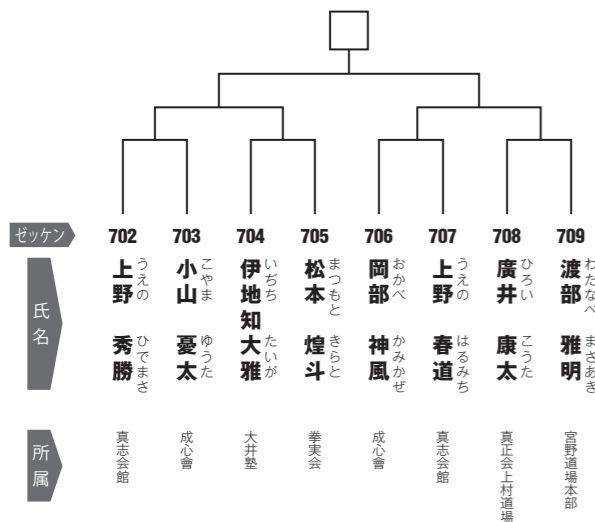 ゼッケン 702 703 704 705 706 707 708 709
氏名
上野 秀勝
うえの ひでまさ
小山 憂太
こやま ゆうた
伊地知 大雅
いぢち たいが
松本 煌斗
まつもと きらと
岡部 神風
おかべ かみかぜ
上野 春道
うえの はるみち
廣井 康太
ひろい こうた
渡部 雅明
わたなべ まさあき
所属
真志会館
成心會
大井塾
拳実会
成心會
真志会館
真正会上村道場
宮野道場本部